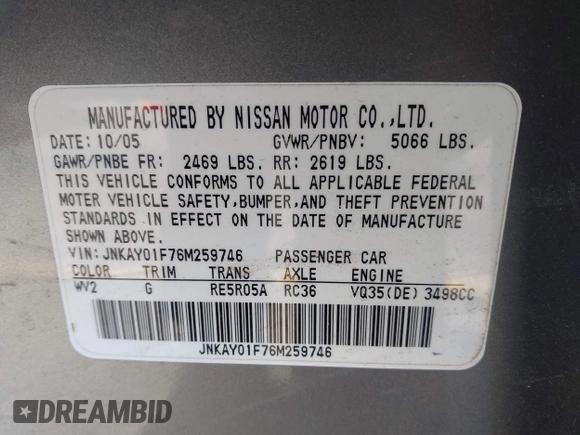 MANUFACTURED BY NISSAN MOTOR CO.,LTD.
DATE: 10/05 GVWR/PNBV: 5066 LBS.
GAWR/PNBE FR: 2469 LBS. RR: 2619 LBS.
THIS VEHICLE CONFORMS TO ALL APPLICABLE FEDERAL
MOTER VEHICLE SAFETY,BUMPER,AND THEFT PREVENTION
STANDARDS IN EFFECT ON THE DATE OF MANUFACTURE
SHOWN ABOVE.
VIN: JNKAY01F76M259746 PASSENGER CAR
COLOR TRIM TRANS AXLE ENGINE
WV2 G RE5R05A RC36 VQ35(DE) 3498CC
JNKAY01F76M259746
DREAMBID